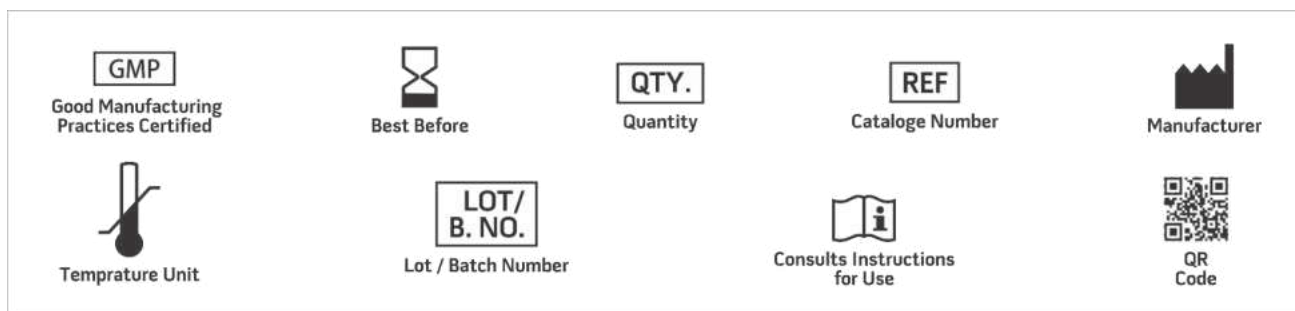 GMP
Good Manufacturing
Practices Certified
Best Before
QTY.
Quantity
REF
Cataloge Number
Manufacturer
Temprature Unit
LOT/
B. NO.
Lot / Batch Number
i
Consults Instructions
for Use
QR
Code